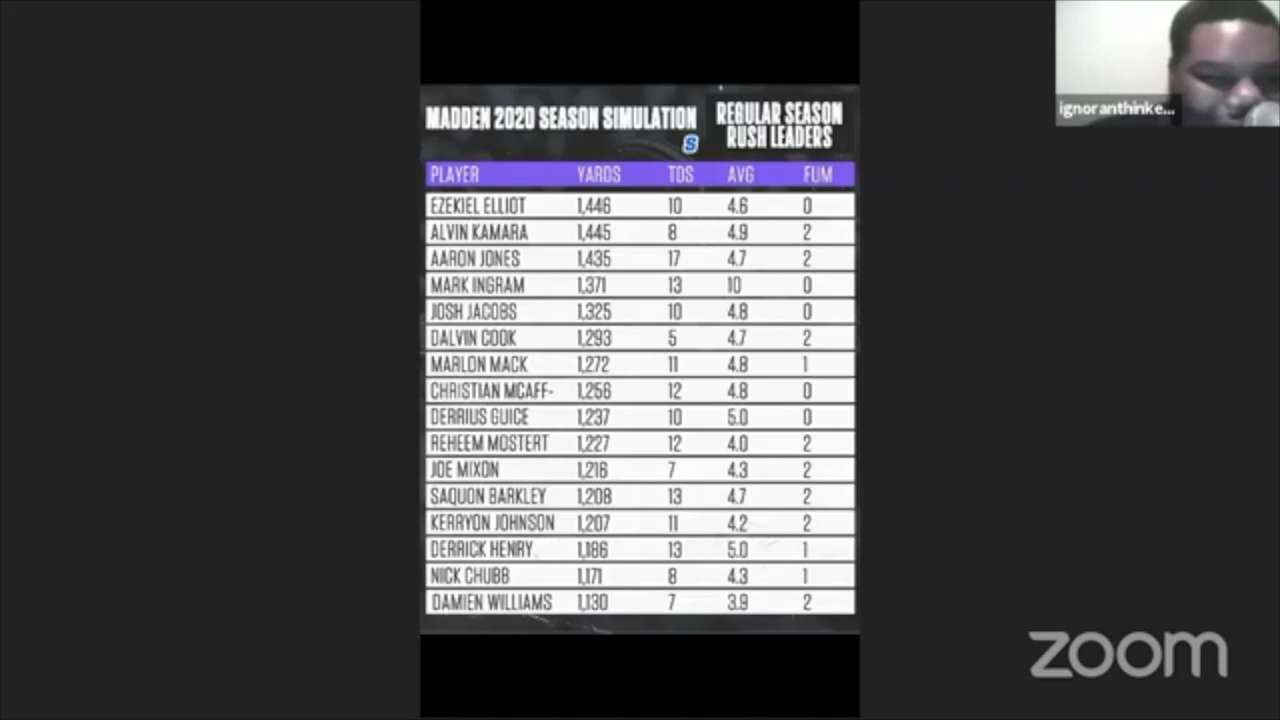 ignoranthinke...
MADDEN 2020 SEASON SIMULATION
REGULAR SEASON
RUSH LEADERS
S
PLAYER YARDS TDS AVG FUM
EZEKIEL ELLIOT 1,446 10 4.6 0
ALVIN KAMARA 1,445 8 4.9 2
AARON JONES 1,435 17 4.7 2
MARK INGRAM 1,371 13 10 0
JOSH JACOBS 1,325 10 4.8 0
DALVIN COOK 1,293 5 4.7 2
MARLON MACK 1,272 11 4.8 1
CHRISTIAN MCAFF- 1,256 12 4.8 0
DERRIUS GUICE 1,237 10 5.0 0
REHEEM MOSTERT 1,227 12 4.0 2
JOE MIXON 1,216 7 4.3 2
SAQUON BARKLEY 1,208 13 4.7 2
KERRYON JOHNSON 1,207 11 4.2 2
DERRICK HENRY 1,186 13 5.0 1
NICK CHUBB 1,171 8 4.3 1
DAMIEN WILLIAMS 1,130 7 3.9 2
zoom